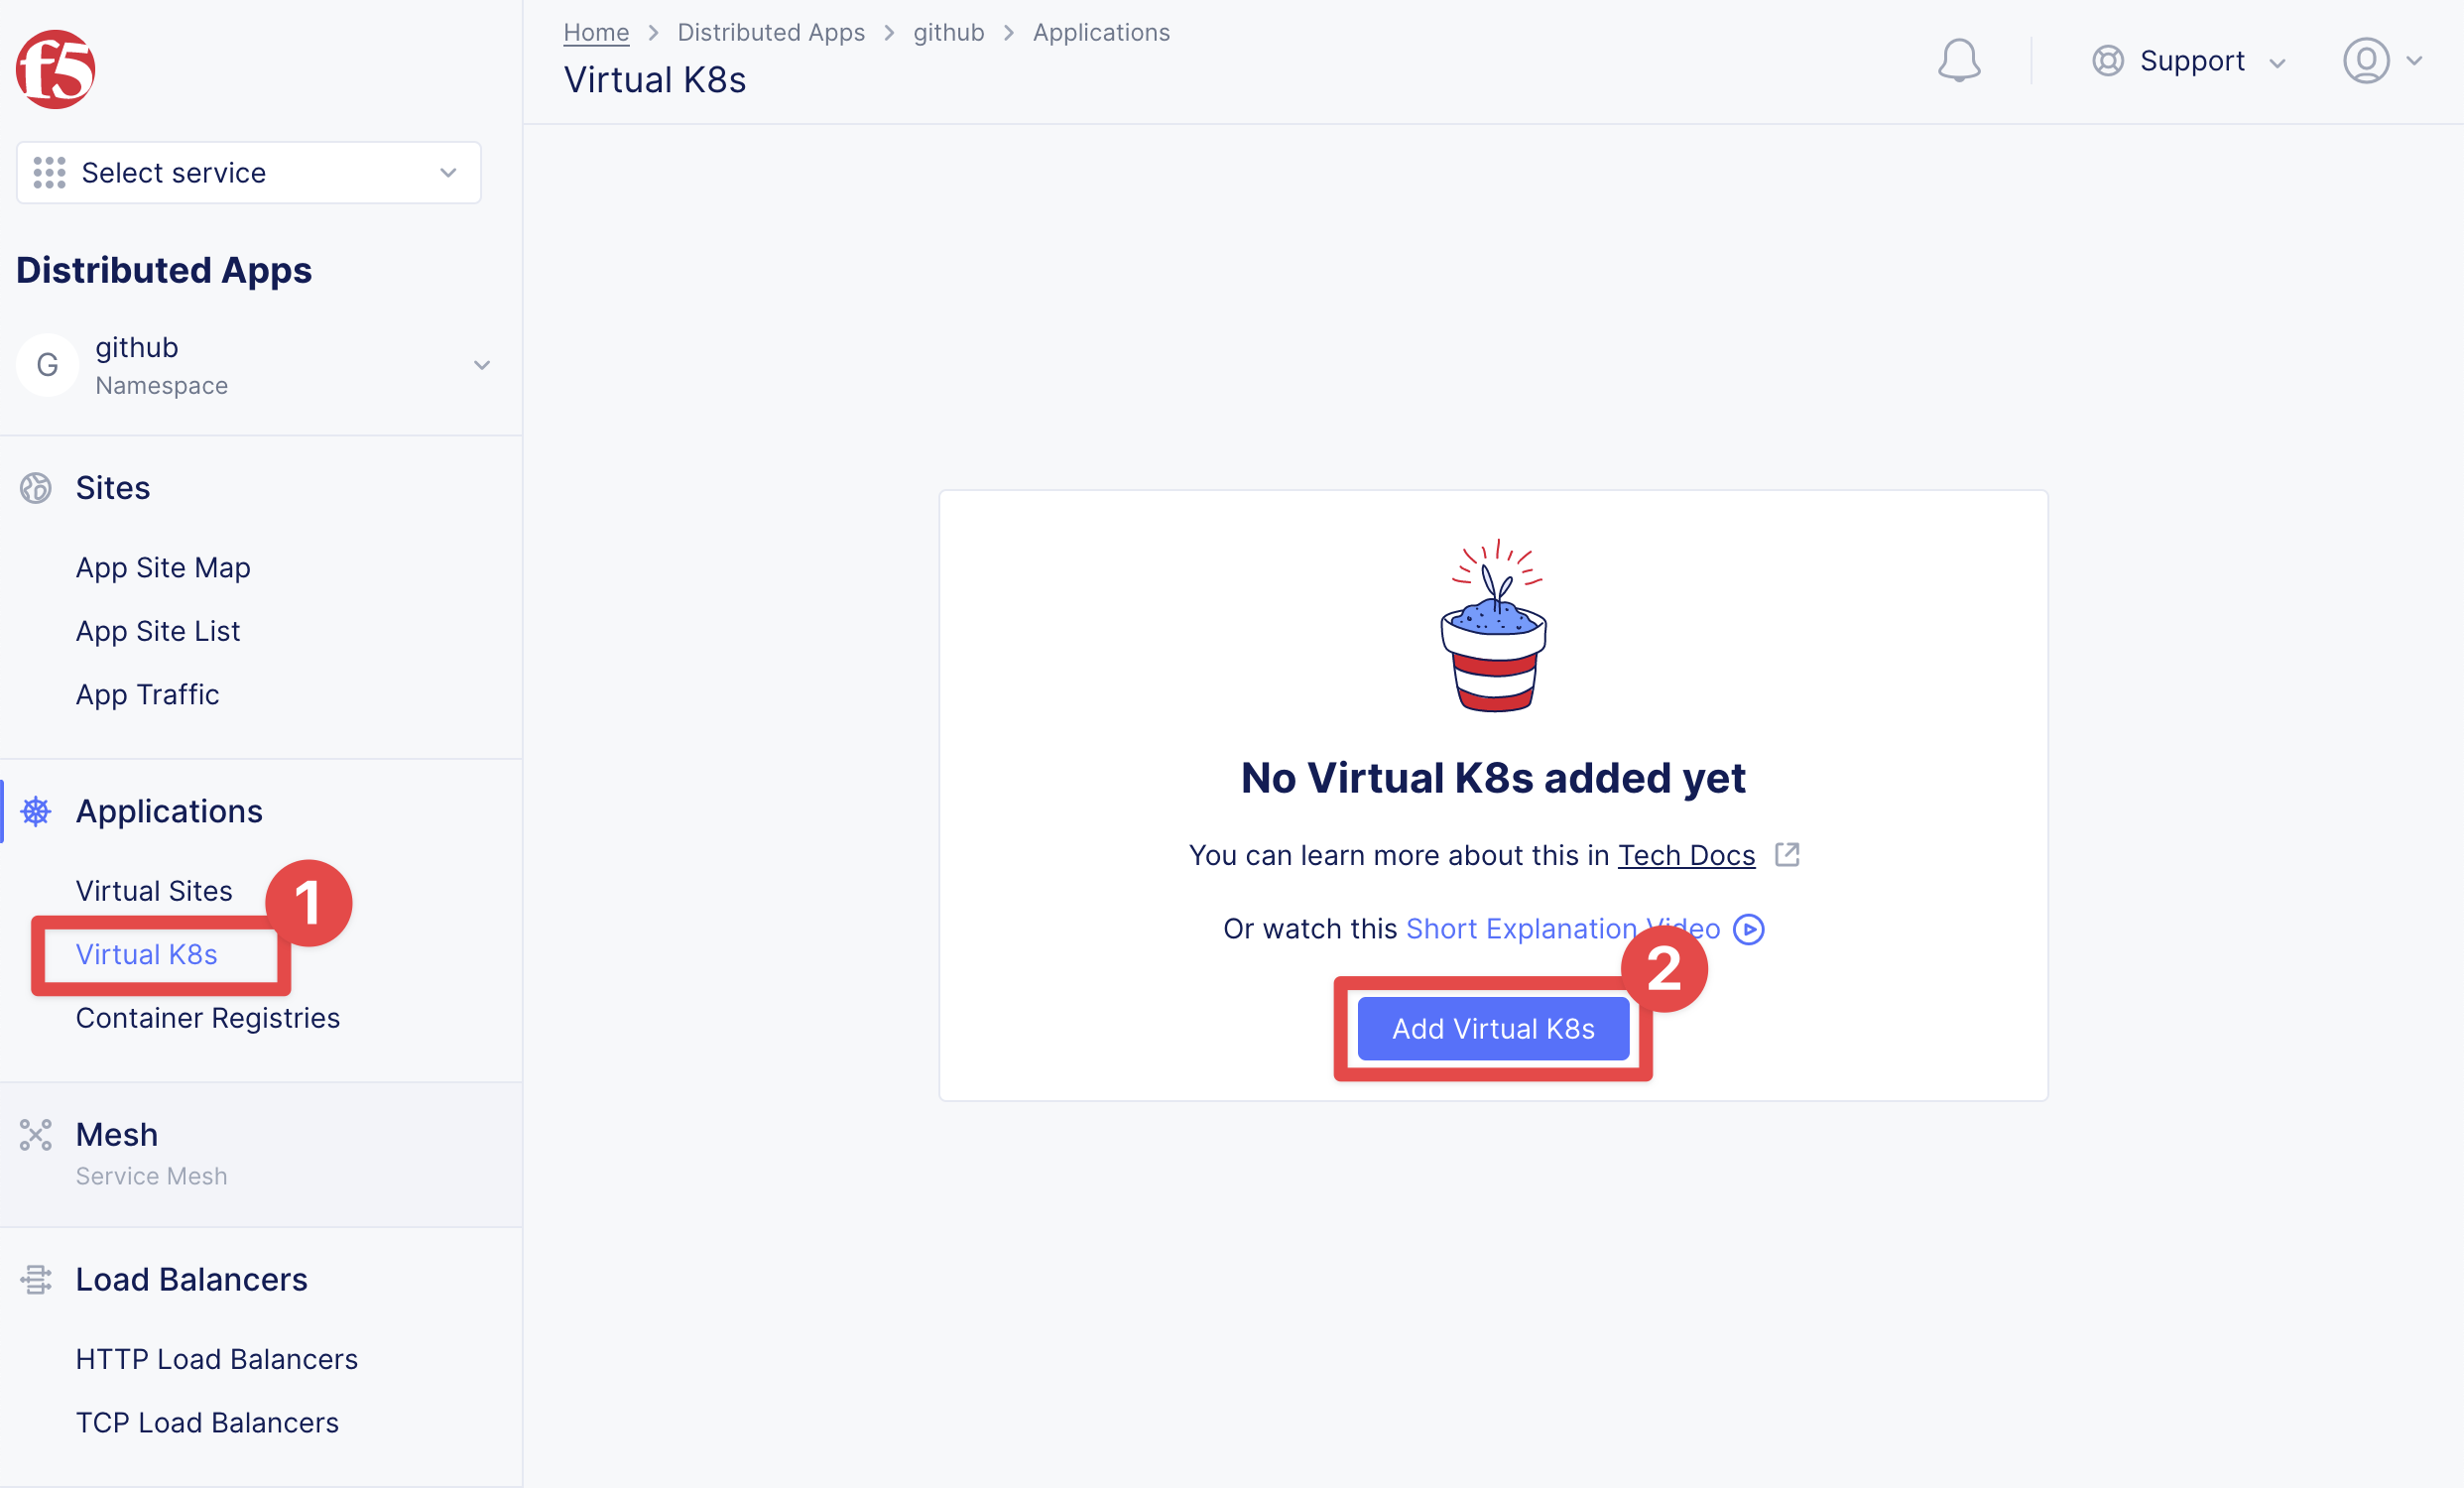 f5
Select service
Distributed Apps
G
github
Namespace
Sites
App Site Map
App Site List
App Traffic
Applications
Virtual Sites
1
Virtual K8s
Container Registries
Mesh
Service Mesh
Load Balancers
HTTP Load Balancers
TCP Load Balancers
Home > Distributed Apps > github > Applications
Virtual K8s
Support
No Virtual K8s added yet
You can learn more about this in Tech Docs
Or watch this Short Explanation Video
2
Add Virtual K8s